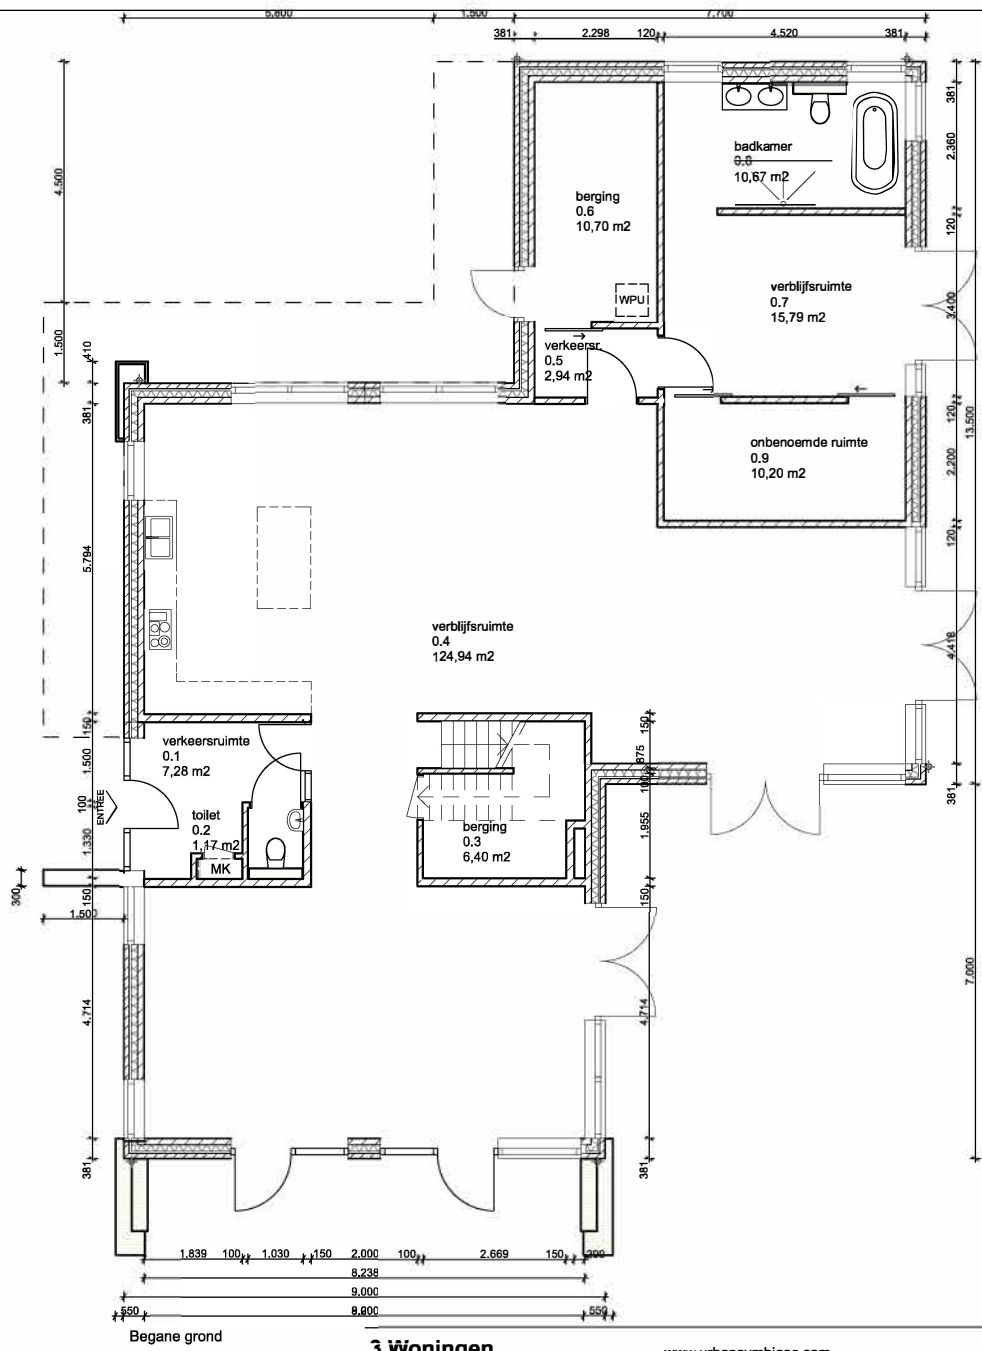 5.800
1.500
7.700
381
2.298
120
4.520
381
4.500
1.500
410
381
5.794
150
1.500
100
1.330
150
300
1.500
4.714
381
381
2.360
120
3.400
120
2.200
120
4.418
381
13.500
7.000
badkamer
0.8
10,67 m2
berging
0.6
10,70 m2
WPU
verblijfsruimte
0.7
15,79 m2
verkeersr.
0.5
2,94 m2
onbenoemde ruimte
0.9
10,20 m2
verblijfsruimte
0.4
124,94 m2
verkeersruimte
0.1
7,28 m2
ENTREE
toilet
0.2
1,17 m2
MK
berging
0.3
6,40 m2
150
875
100
1.955
150
4.714
381
1.839
100
1.030
150
2.000
100
2.669
150
200
8.238
9.000
550
550
Begane grond
3 Woningen